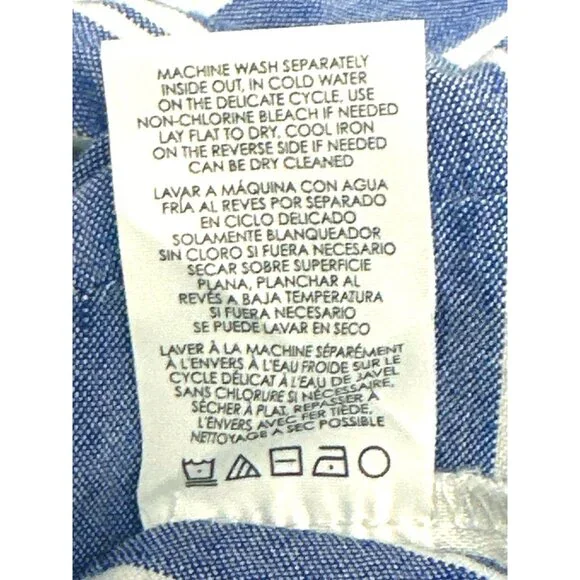 MACHINE WASH SEPARATELY
INSIDE OUT, IN COLD WATER
ON THE DELICATE CYCLE, USE
NON-CHLORINE BLEACH IF NEEDED
LAY FLAT TO DRY, COOL IRON
ON THE REVERSE SIDE IF NEEDED
CAN BE DRY CLEANED
LAVAR A MÁQUINA CON AGUA
FRÍA AL REVES POR SEPARADO
EN CICLO DELICADO
SOLAMENTE BLANQUEADOR
SIN CLORO SI FUERA NECESARIO
SECAR SOBRE SUPERFICIE
PLANA, PLANCHAR AL
REVÉS A BAJA TEMPERATURA
SI FUERA NECESARIO
SE PUEDE LAVAR EN SECO
LAVER À LA MACHINE SÉPARÉMENT
À L'ENVERS À L'EAU FROIDE SUR LE
CYCLE DÉLICAT À L'EAU DE JAVEL
SANS CHLORURE SI NÉCESSAIRE,
SÉCHER À PLAT, REPASSER À
L'ÉNVERS AVEC FER TIÈDE,
NETTOYAGE A SEC POSSIBLE